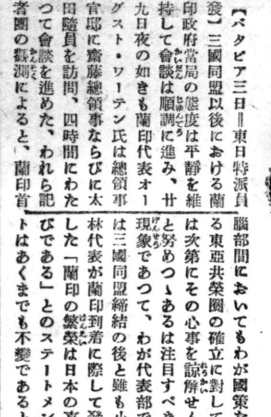 【バタビア三日＝東日特派員
發】三國同盟以後における蘭
印政府當局の態度は平靜を維
持して會談は順調に進み、廿
九日夜の如きも蘭印代表オー
グスト・ワーテン氏は總領事
官邸に齋藤總領事ならびに太
田隨員を訪問、四時間にわた
つて會談を進めた、われら記
者團の觀測によると、蘭印首
腦部間においてもわが國策た
る東亞共榮圈の確立に對して
は次第にその心事を諒解せん
と努めつゝあるは注目すべき
現象であつて、わが代表部で
は三國同盟締結の後と雖も小
林代表が蘭印到着に際して發
した「蘭印の繁榮は日本の喜
びである」とのステートメン
トはあくまでも不變であると